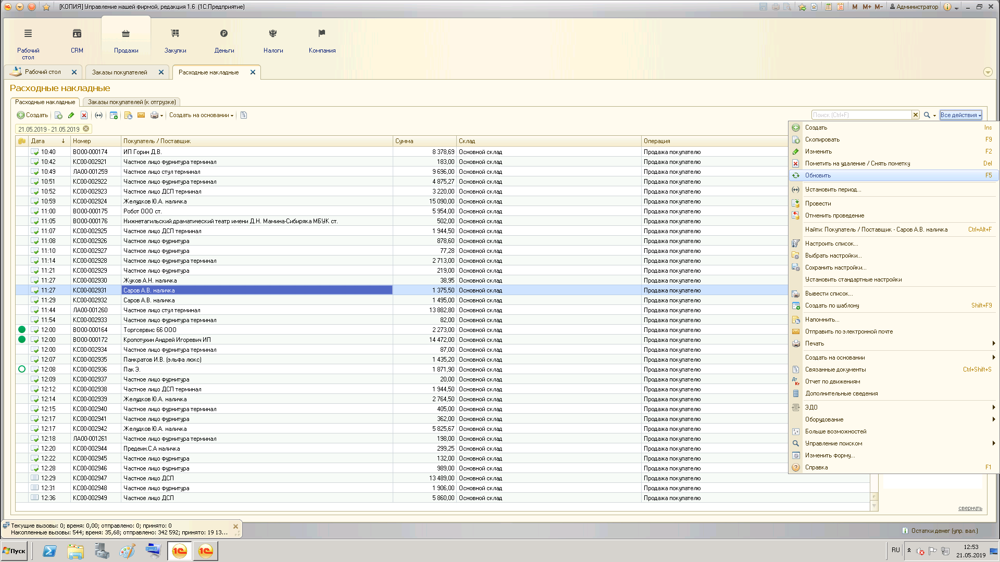 [КОПИЯ] Управление нашей фирмой, редакция 1.6 (1С:Предприятие)
M M+ M- Администратор
Рабочий стол
CRM
Продажи
Закупки
Деньги
Налоги
Компания
Рабочий стол
Заказы покупателей
Расходные накладные
Расходные накладные
Расходные накладные
Заказы покупателей (к отгрузке)
Создать
Создать на основании
Поиск (Ctrl+F)
Все действия
21.05.2019 - 21.05.2019
Дата Номер Покупатель / Поставщик Сумма Склад Операция
10:40 ВО00-000174 ИП Горин Д.В. 8 378,69 Основной склад Продажа покупателю
10:42 КС00-002921 Частное лицо фурнитура терминал 183,00 Основной склад Продажа покупателю
10:49 ЛА00-001259 Частное лицо стул терминал 9 696,00 Основной склад Продажа покупателю
10:51 КС00-002922 Частное лицо фурнитура терминал 4 875,27 Основной склад Продажа покупателю
10:52 КС00-002923 Частное лицо ДСП терминал 3 220,00 Основной склад Продажа покупателю
10:59 КС00-002924 Желудков Ю.А. наличка 15 090,00 Основной склад Продажа покупателю
11:00 ВО00-000175 Робот ООО ст. 5 954,00 Основной склад Продажа покупателю
11:05 ВО00-000176 Нижнетагильский драматический театр имени Д.Н. Мамина-Сибиряка МБУК ст. 502,00 Основной склад Продажа покупателю
11:07 КС00-002925 Частное лицо ДСП терминал 1 944,50 Основной склад Продажа покупателю
11:08 КС00-002926 Частное лицо фурнитура 878,60 Основной склад Продажа покупателю
11:10 КС00-002927 Частное лицо фурнитура 77,28 Основной склад Продажа покупателю
11:14 КС00-002928 Частное лицо фурнитура терминал 2 713,00 Основной склад Продажа покупателю
11:21 КС00-002929 Частное лицо фурнитура 219,00 Основной склад Продажа покупателю
11:27 КС00-002930 Жуков А.Н. наличка 38,95 Основной склад Продажа покупателю
11:27 КС00-002931 Саров А.В. наличка 1 375,50 Основной склад Продажа покупателю
11:29 КС00-002932 Саров А.В. наличка 1 495,00 Основной склад Продажа покупателю
11:44 ЛА00-001260 Частное лицо стул терминал 13 882,80 Основной склад Продажа покупателю
11:54 КС00-002933 Частное лицо фурнитура терминал 82,00 Основной склад Продажа покупателю
12:00 ВО00-000164 Торгсервис 66 ООО 2 273,00 Основной склад Продажа покупателю
12:00 ВО00-000172 Кропотухин Андрей Игоревич ИП 14 472,00 Основной склад Продажа покупателю
12:00 КС00-002934 Частное лицо фурнитура терминал 87,00 Основной склад Продажа покупателю
12:07 КС00-002935 Панкратов И.В. (эльфа люкс) 1 435,20 Основной склад Продажа покупателю
12:08 КС00-002936 Пак Э. 1 871,90 Основной склад Продажа покупателю
12:09 КС00-002937 Частное лицо фурнитура 20,00 Основной склад Продажа покупателю
12:12 КС00-002938 Частное лицо ДСП терминал 1 944,50 Основной склад Продажа покупателю
12:14 КС00-002939 Желудков Ю.А. наличка 2 764,50 Основной склад Продажа покупателю
12:15 КС00-002940 Частное лицо фурнитура терминал 405,00 Основной склад Продажа покупателю
12:17 КС00-002941 Частное лицо фурнитура 362,00 Основной склад Продажа покупателю
12:17 КС00-002942 Желудков Ю.А. наличка 5 825,67 Основной склад Продажа покупателю
12:18 ЛА00-001261 Частное лицо фурнитура терминал 198,00 Основной склад Продажа покупателю
12:20 КС00-002944 Предеин.С.А наличка 299,25 Основной склад Продажа покупателю
12:22 КС00-002945 Частное лицо фурнитура 132,00 Основной склад Продажа покупателю
12:28 КС00-002946 Частное лицо фурнитура 989,00 Основной склад Продажа покупателю
12:29 КС00-002947 Частное лицо ДСП 13 489,00 Основной склад Продажа покупателю
12:31 КС00-002948 Частное лицо фурнитура 1 906,00 Основной склад Продажа покупателю
12:36 КС00-002949 Частное лицо ДСП 5 860,00 Основной склад Продажа покупателю
Создать Ins
Скопировать F9
Изменить F2
Пометить на удаление / Снять пометку Del
Обновить F5
Установить период...
Провести
Отменить проведение
Найти: Покупатель / Поставщик - Саров А.В. наличка Ctrl+Alt+F
Настроить список...
Выбрать настройки...
Сохранить настройки...
Установить стандартные настройки
Вывести список...
Создать по шаблону Shift+F9
Напомнить...
Отправить по электронной почте
Печать
Создать на основании
Связанные документы Ctrl+Shift+S
Отчет по движениям
Дополнительные сведения
ЭДО
Оборудование
Больше возможностей
Управление поиском
Изменить форму...
Справка F1
свернуть
Текущие вызовы: 0; время: 0,00; отправлено: 0; принято: 0
Накопленные вызовы: 544; время: 35,68; отправлено: 342 592; принято: 19 13...
Остатки денег (упр. вал.)
Пуск
RU
12:53
21.05.2019